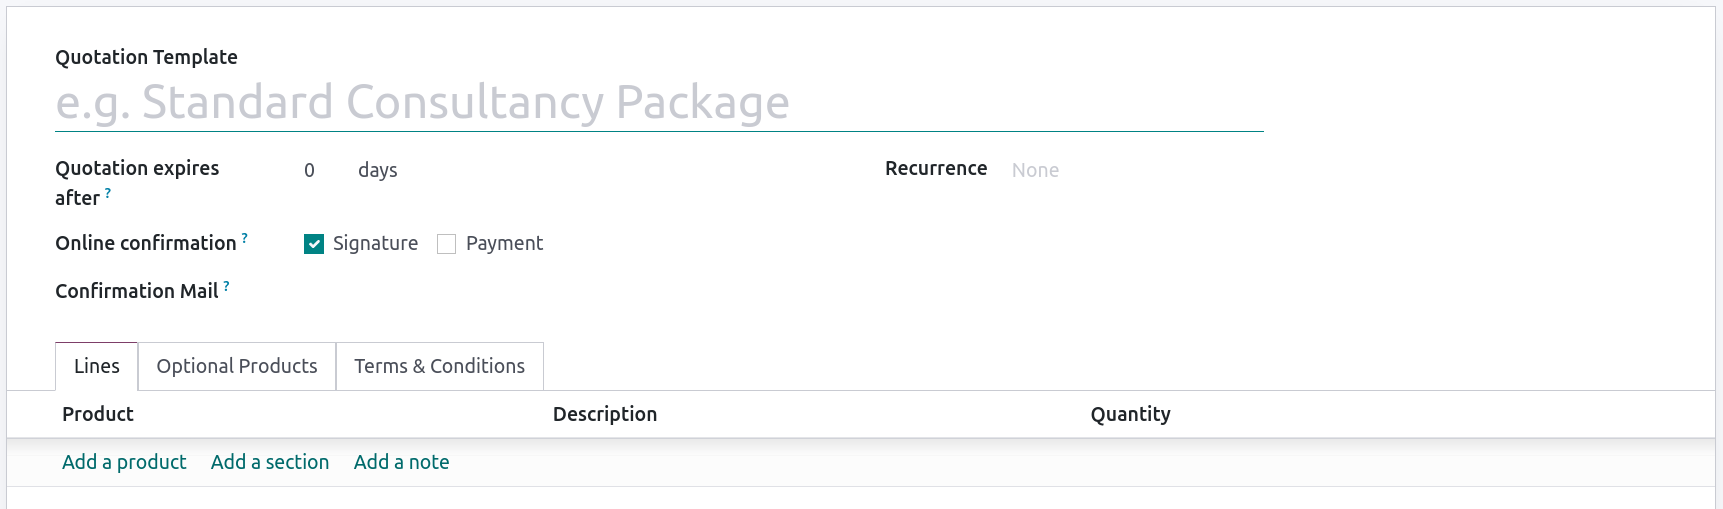 Quotation Template
e.g. Standard Consultancy Package
Quotation expires after ? 0 days
Recurrence None
Online confirmation ? Signature Payment
Confirmation Mail ?
Lines Optional Products Terms & Conditions
Product Description Quantity
Add a product Add a section Add a note